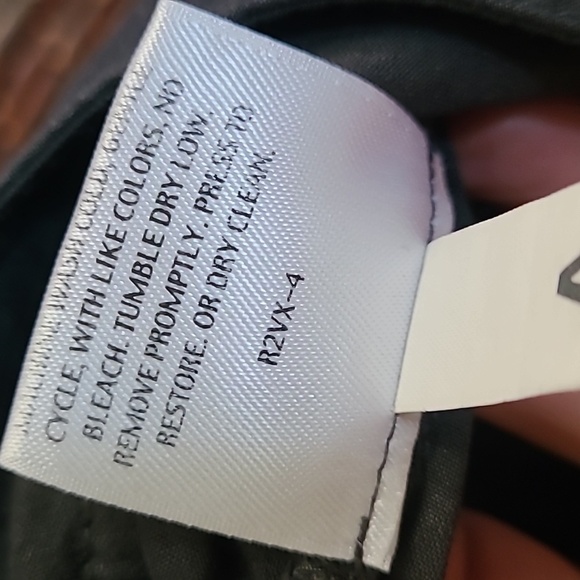 CYCLE, WITH LIKE COLORS. NO
BLEACH. TUMBLE DRY LOW.
REMOVE PROMPTLY. PRESS TO
RESTORE. OR DRY CLEAN.
R2VX-4